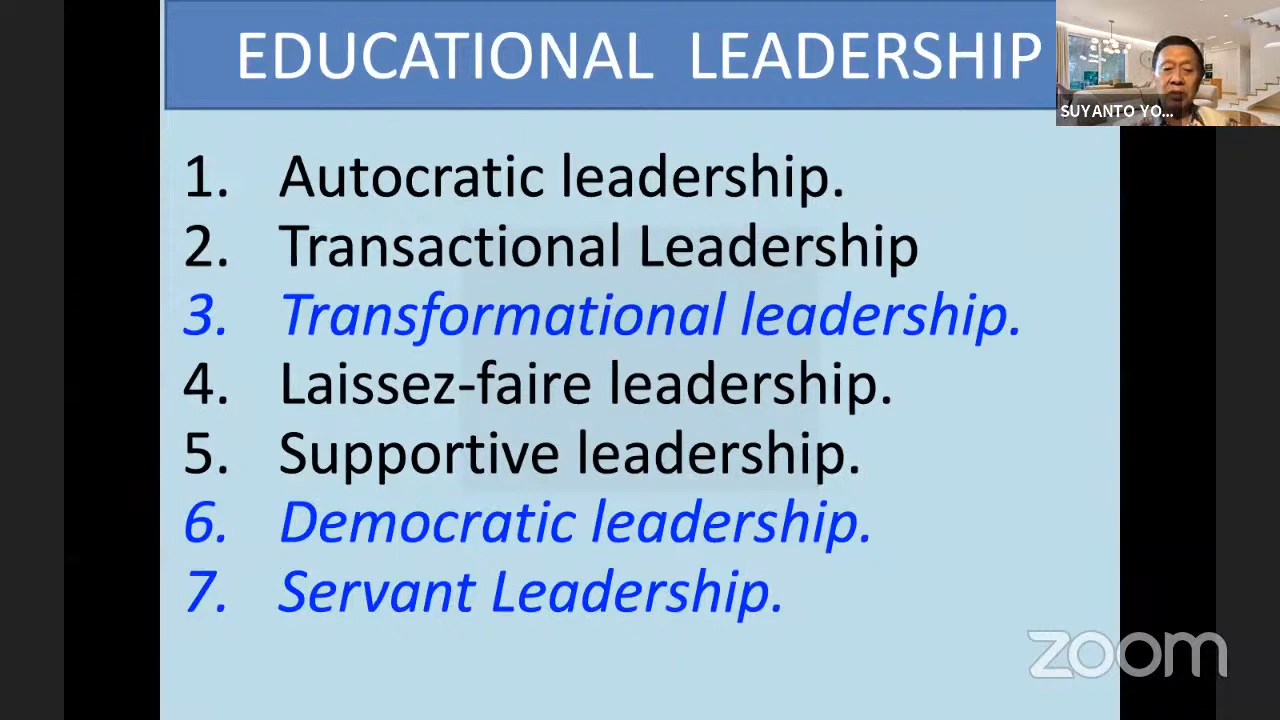 EDUCATIONAL LEADERSHIP
SUYANTO YO...
1. Autocratic leadership.
2. Transactional Leadership
3. Transformational leadership.
4. Laissez-faire leadership.
5. Supportive leadership.
6. Democratic leadership.
7. Servant Leadership.
zoom